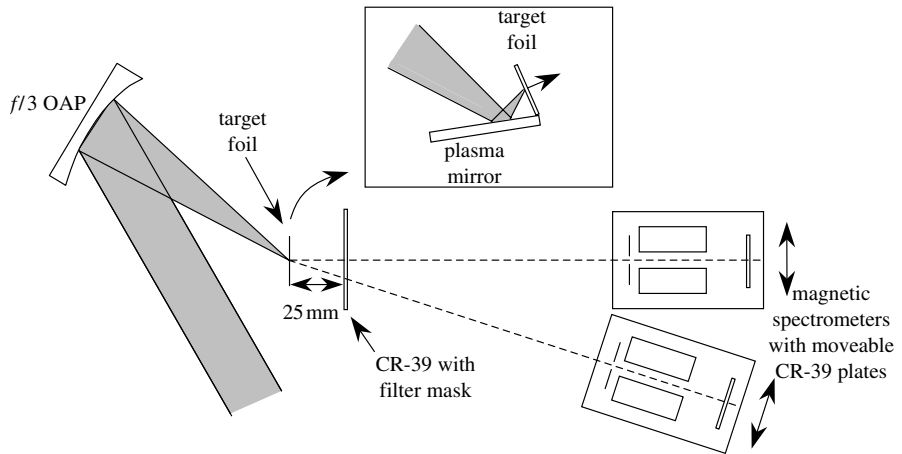 f/3 OAP
target
foil
target
foil
plasma
mirror
25 mm
CR-39 with
filter mask
magnetic
spectrometers
with moveable
CR-39 plates